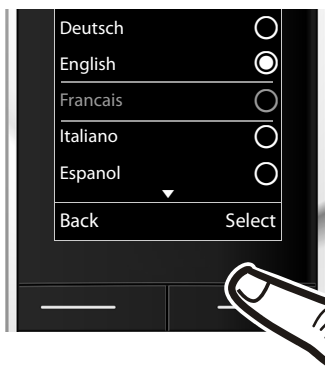 Deutsch
English
Francais
Italiano
Espanol
Back Select